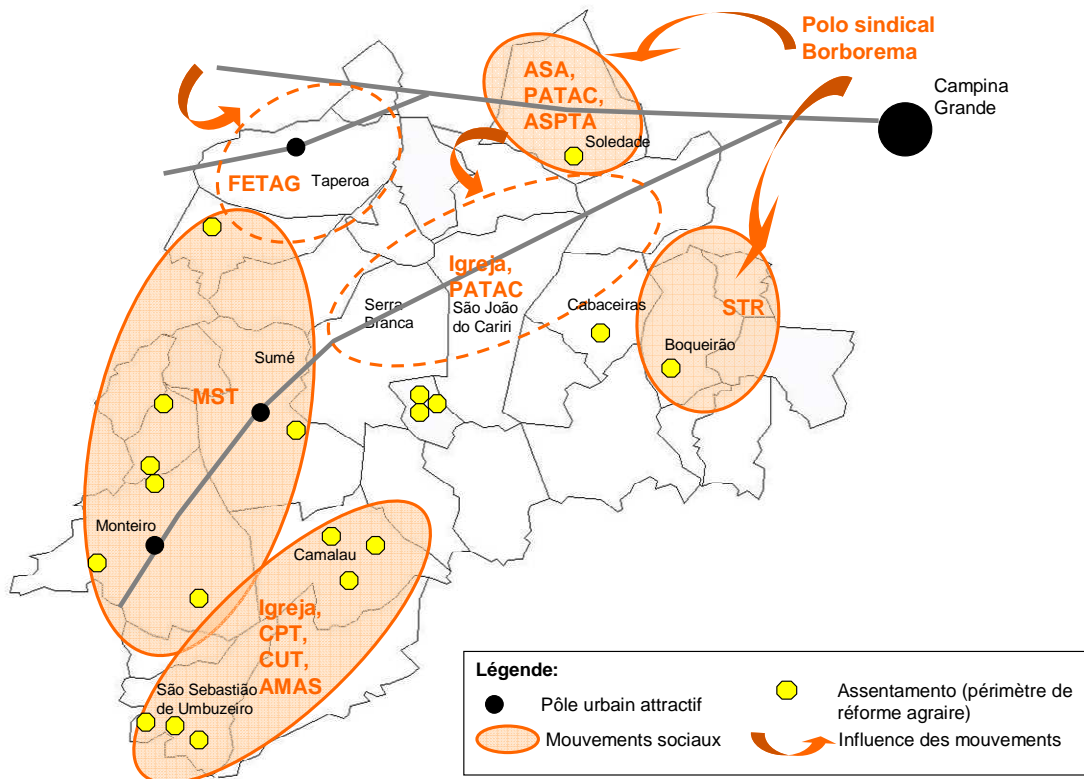 Polo sindical
Borborema
ASA,
PATAC,
ASPTA
Campina
Grande
Soledade
FETAG
Taperoa
Igreja,
PATAC
Serra
Branca
São João
do Cariri
Cabaceiras
STR
Boqueirão
Sumé
MST
Monteiro
Camalau
Igreja,
CPT,
CUT,
AMAS
São Sebastião
de Umbuzeiro
Légende:
Pôle urbain attractif
Mouvements sociaux
Assentamento (périmètre de
réforme agraire)
Influence des mouvements